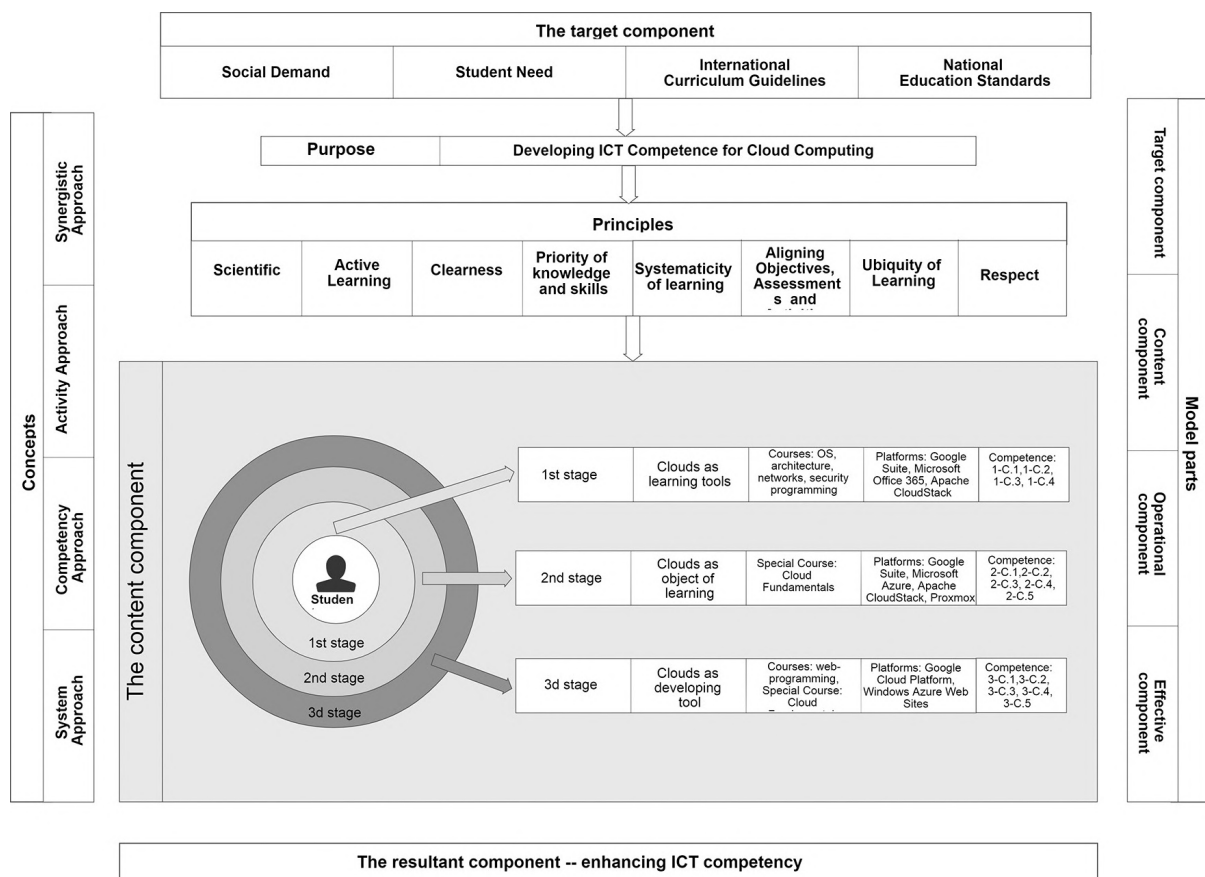 The target component
Social Demand
Student Need
International
Curriculum Guidelines
National
Education Standards
Purpose
Developing ICT Competence for Cloud Computing
Principles
Scientific
Active
Learning
Clearness
Priority of
knowledge
and skills
Systematicity
of learning
Aligning
Objectives,
Assessment
s and
Ubiquity of
Learning
Respect
Concepts
Synergistic
Approach
Activity Approach
Competency
Approach
System
Approach
The content component
Studen
1st stage
2nd stage
3d stage
1st stage
Clouds as
learning tools
Courses: OS,
architecture,
networks, security
programming
Platforms: Google
Suite, Microsoft
Office 365, Apache
CloudStack
Competence:
1-C.1,1-C.2,
1-C.3, 1-C.4
2nd stage
Clouds as
object of
learning
Special Course:
Cloud
Fundamentals
Platforms: Google
Suite, Microsoft
Azure, Apache
CloudStack, Proxmox
Competence:
2-C.1,2-C.2,
2-C.3, 2-C.4,
2-C.5
3d stage
Clouds as
developing
tool
Courses: web-
programming,
Special Course:
Cloud
Platforms: Google
Cloud Platform,
Windows Azure Web
Sites
Competence:
3-C.1,3-C.2,
3-C.3, 3-C.4,
3-C.5
Target component
Content
component
Operational
component
Effective
component
Model parts
The resultant component -- enhancing ICT competency